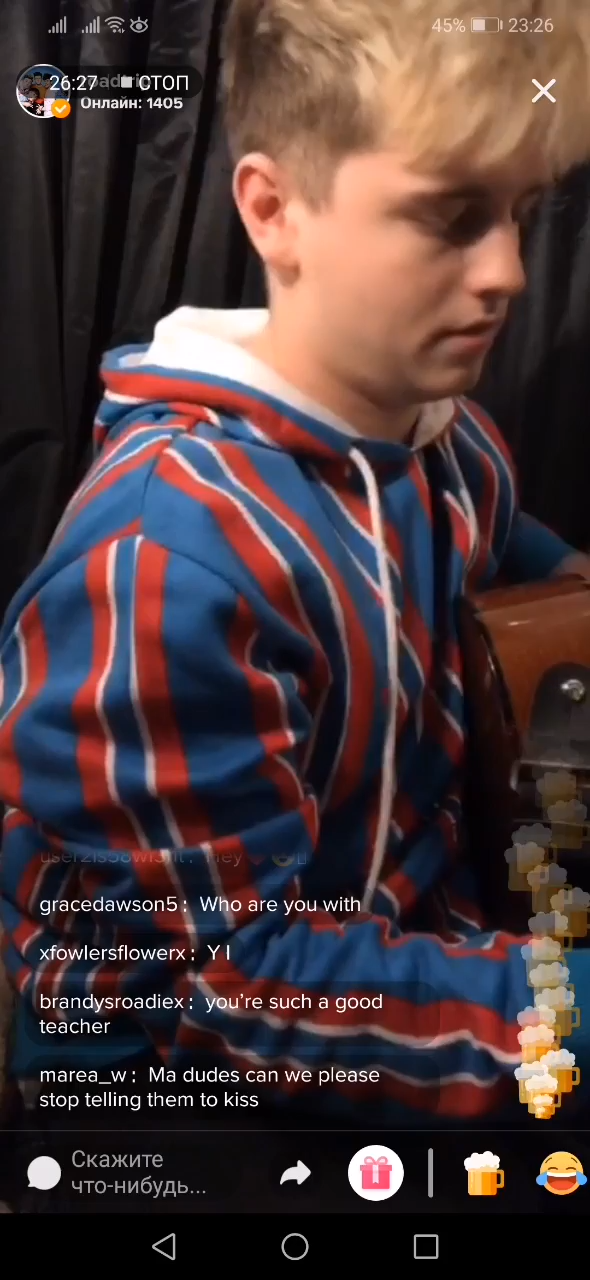 45% 23:26
26:27 СТОП
Онлайн: 1405
gracedawson5: Who are you with
xfowlersflowerx: Y I
brandysroadiex: you're such a good
teacher
marea_w: Ma dudes can we please
stop telling them to kiss
Скажите
что-нибудь...